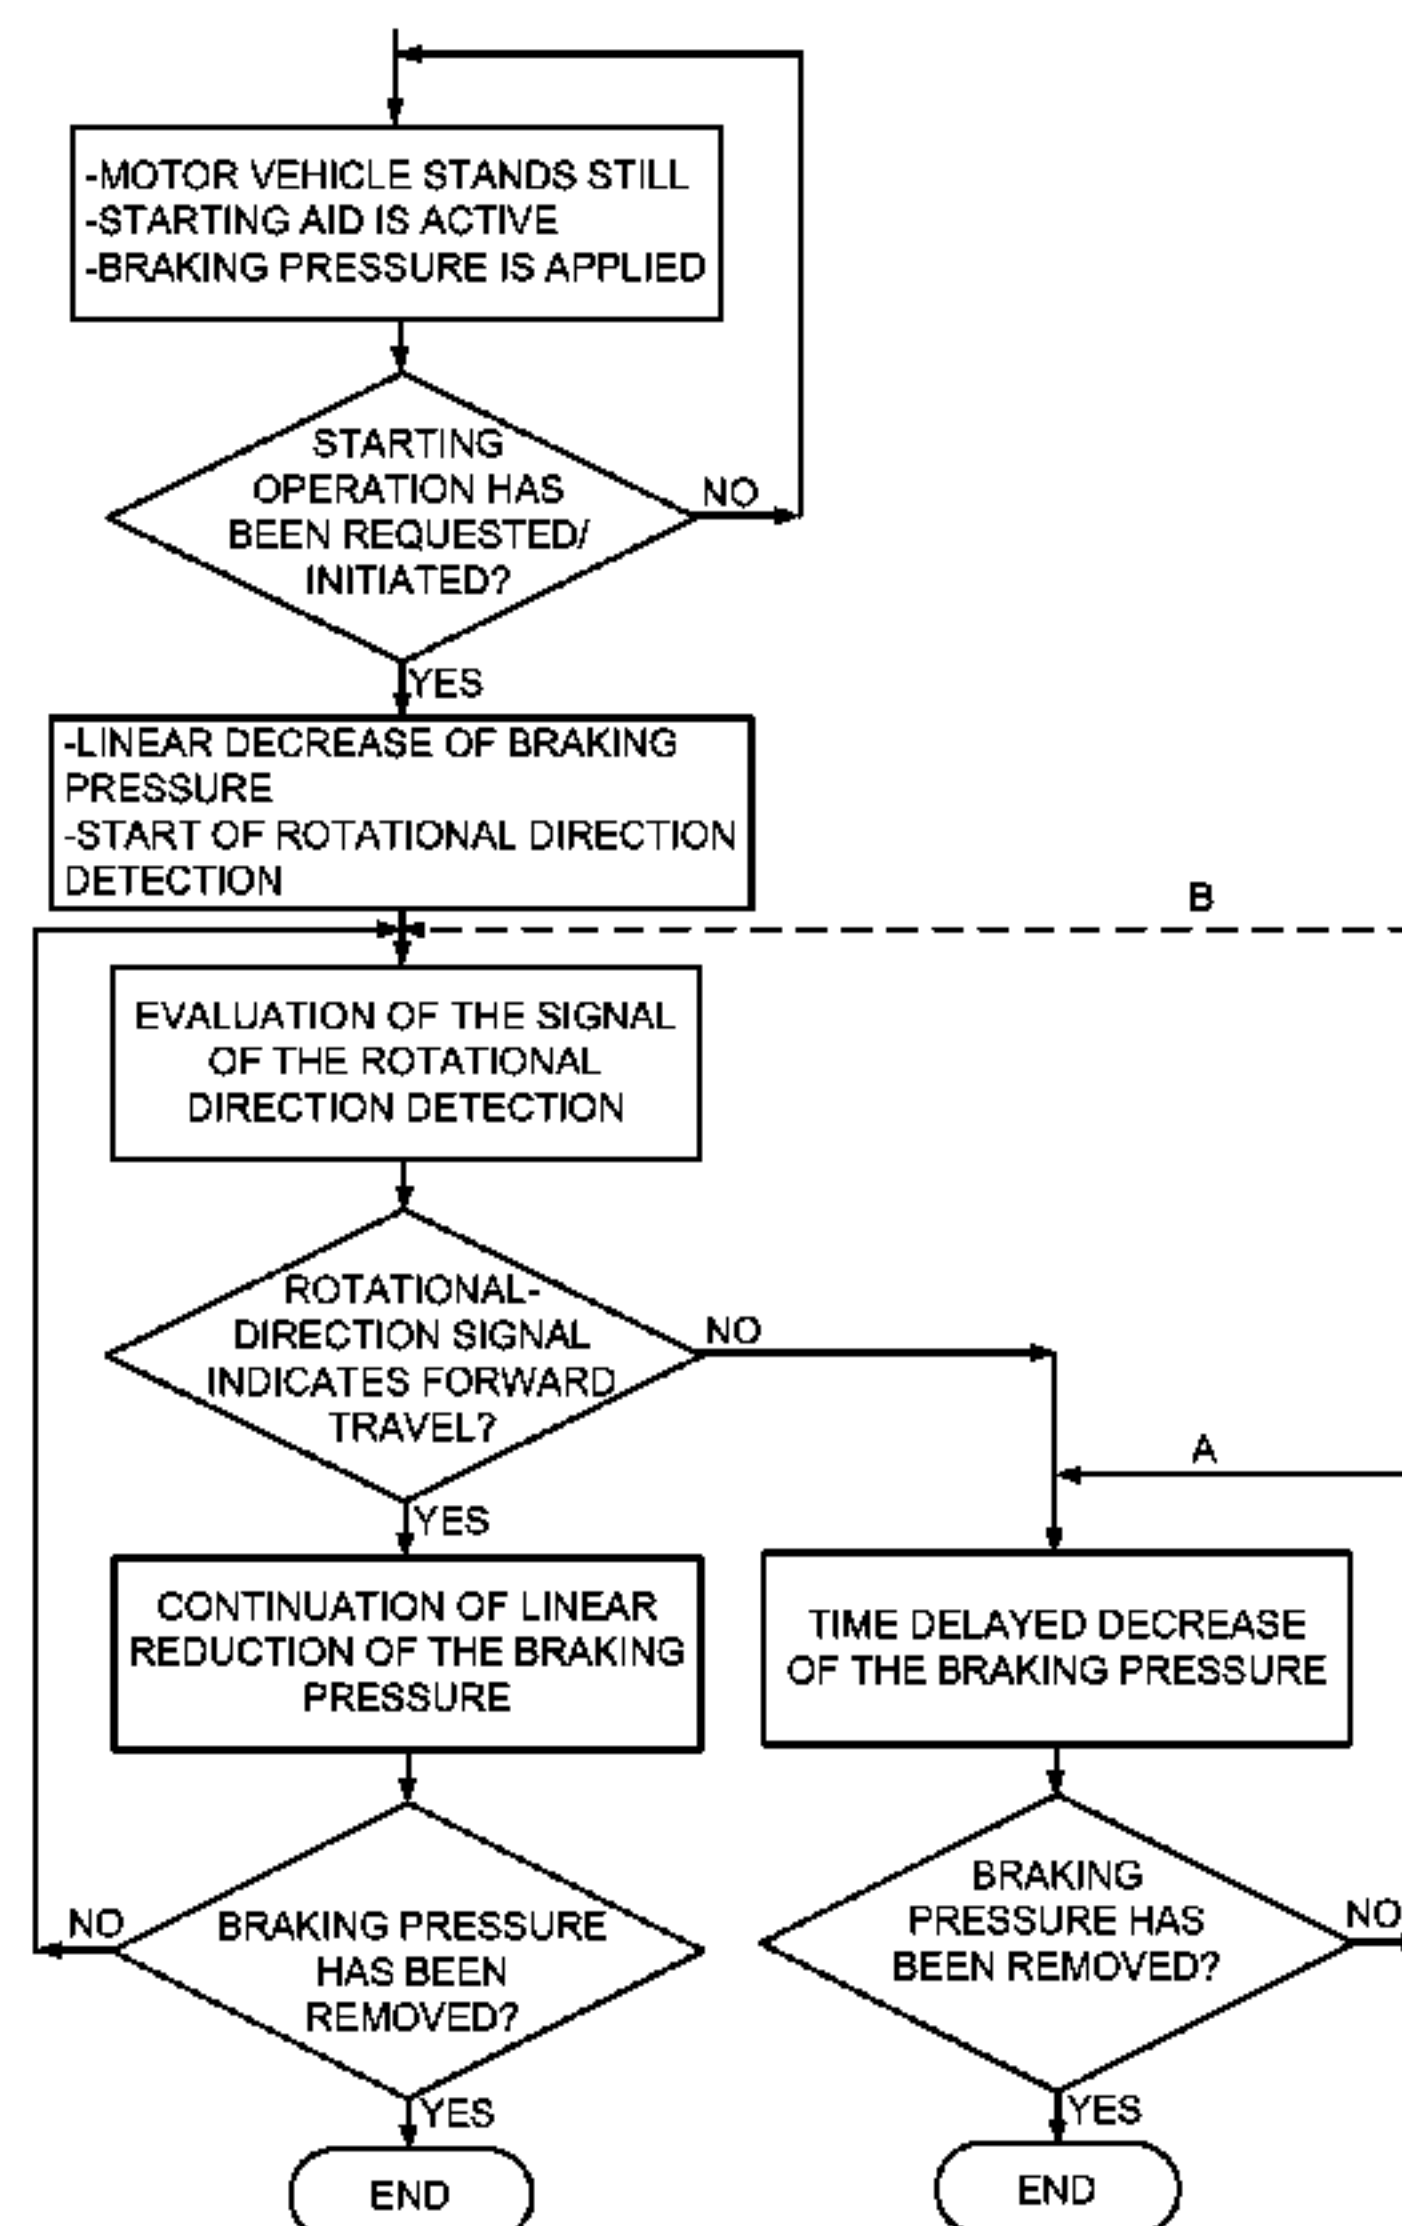 -MOTOR VEHICLE STANDS STILL
-STARTING AID IS ACTIVE
-BRAKING PRESSURE IS APPLIED
STARTING
OPERATION HAS
BEEN REQUESTED/
INITIATED?
NO
YES
-LINEAR DECREASE OF BRAKING
PRESSURE
-START OF ROTATIONAL DIRECTION
DETECTION
B
EVALUATION OF THE SIGNAL
OF THE ROTATIONAL
DIRECTION DETECTION
ROTATIONAL-
DIRECTION SIGNAL
INDICATES FORWARD
TRAVEL?
NO
A
YES
CONTINUATION OF LINEAR
REDUCTION OF THE BRAKING
PRESSURE
TIME DELAYED DECREASE
OF THE BRAKING PRESSURE
NO
BRAKING PRESSURE
HAS BEEN
REMOVED?
BRAKING
PRESSURE HAS
BEEN REMOVED?
NO
YES
YES
END
END